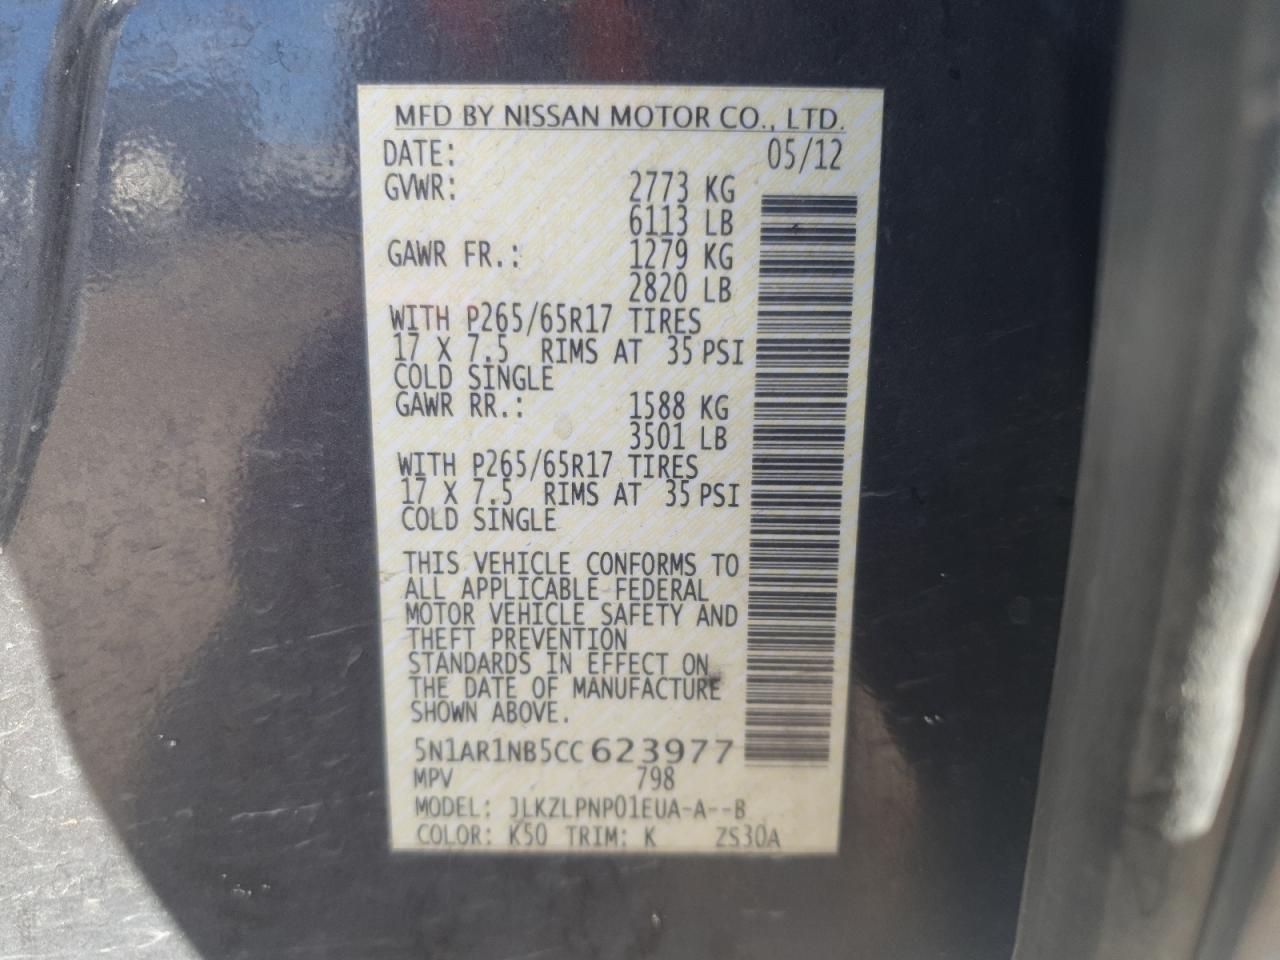 MFD BY NISSAN MOTOR CO., LTD.
DATE: 05/12
GVWR: 2773 KG
6113 LB
GAWR FR.: 1279 KG
2820 LB
WITH P265/65R17 TIRES
17 X 7.5 RIMS AT 35 PSI
COLD SINGLE
GAWR RR.: 1588 KG
3501 LB
WITH P265/65R17 TIRES
17 X 7.5 RIMS AT 35 PSI
COLD SINGLE
THIS VEHICLE CONFORMS TO
ALL APPLICABLE FEDERAL
MOTOR VEHICLE SAFETY AND
THEFT PREVENTION
STANDARDS IN EFFECT ON
THE DATE OF MANUFACTURE
SHOWN ABOVE.
5N1AR1NB5CC623977
MPV 798
MODEL: JLKZLPNP01EUA-A--B
COLOR: K50 TRIM: K ZS30A